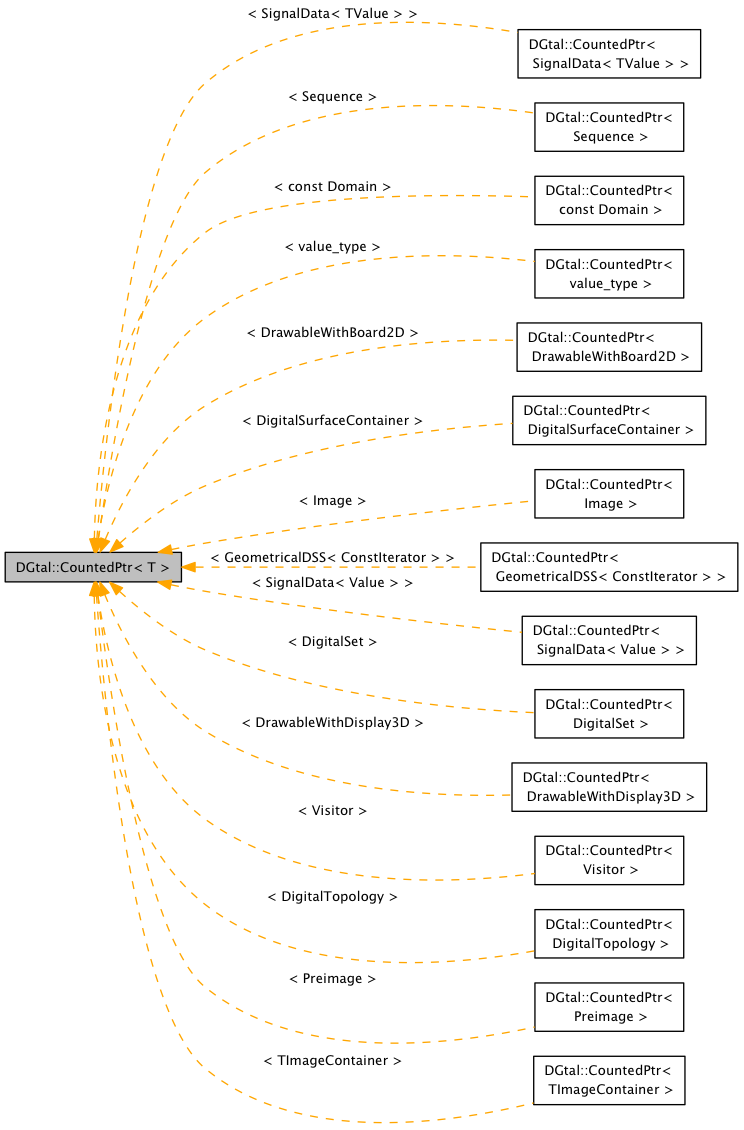 < SignalData< TValue > >
DGtal::CountedPtr<
SignalData< TValue > >
< Sequence >
DGtal::CountedPtr<
Sequence >
< const Domain >
DGtal::CountedPtr<
const Domain >
< value_type >
DGtal::CountedPtr<
value_type >
< DrawableWithBoard2D >
DGtal::CountedPtr<
DrawableWithBoard2D >
< DigitalSurfaceContainer >
DGtal::CountedPtr<
DigitalSurfaceContainer >
< Image >
DGtal::CountedPtr<
Image >
DGtal::CountedPtr< T >
< GeometricalDSS< ConstIterator > >
DGtal::CountedPtr<
GeometricalDSS< ConstIterator > >
< SignalData< Value > >
DGtal::CountedPtr<
SignalData< Value > >
< DigitalSet >
DGtal::CountedPtr<
DigitalSet >
< DrawableWithDisplay3D >
DGtal::CountedPtr<
DrawableWithDisplay3D >
< Visitor >
DGtal::CountedPtr<
Visitor >
< DigitalTopology >
DGtal::CountedPtr<
DigitalTopology >
< Preimage >
DGtal::CountedPtr<
Preimage >
< TImageContainer >
DGtal::CountedPtr<
TImageContainer >